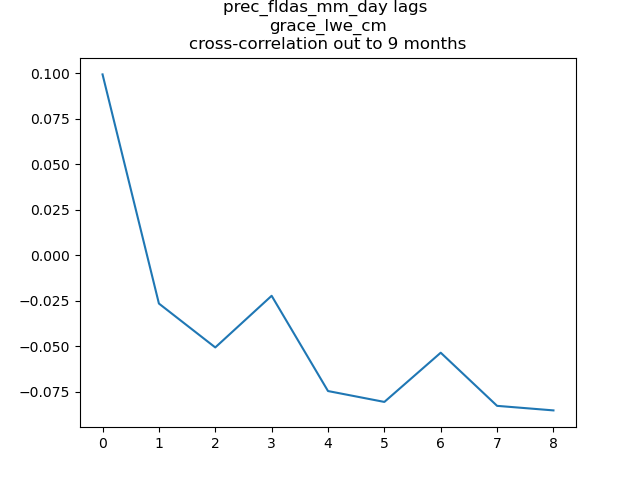 prec_fldas_mm_day lags
grace_lwe_cm
cross-correlation out to 9 months
0.100
0.075
0.050
0.025
0.000
−0.025
−0.050
−0.075
0 1 2 3 4 5 6 7 8